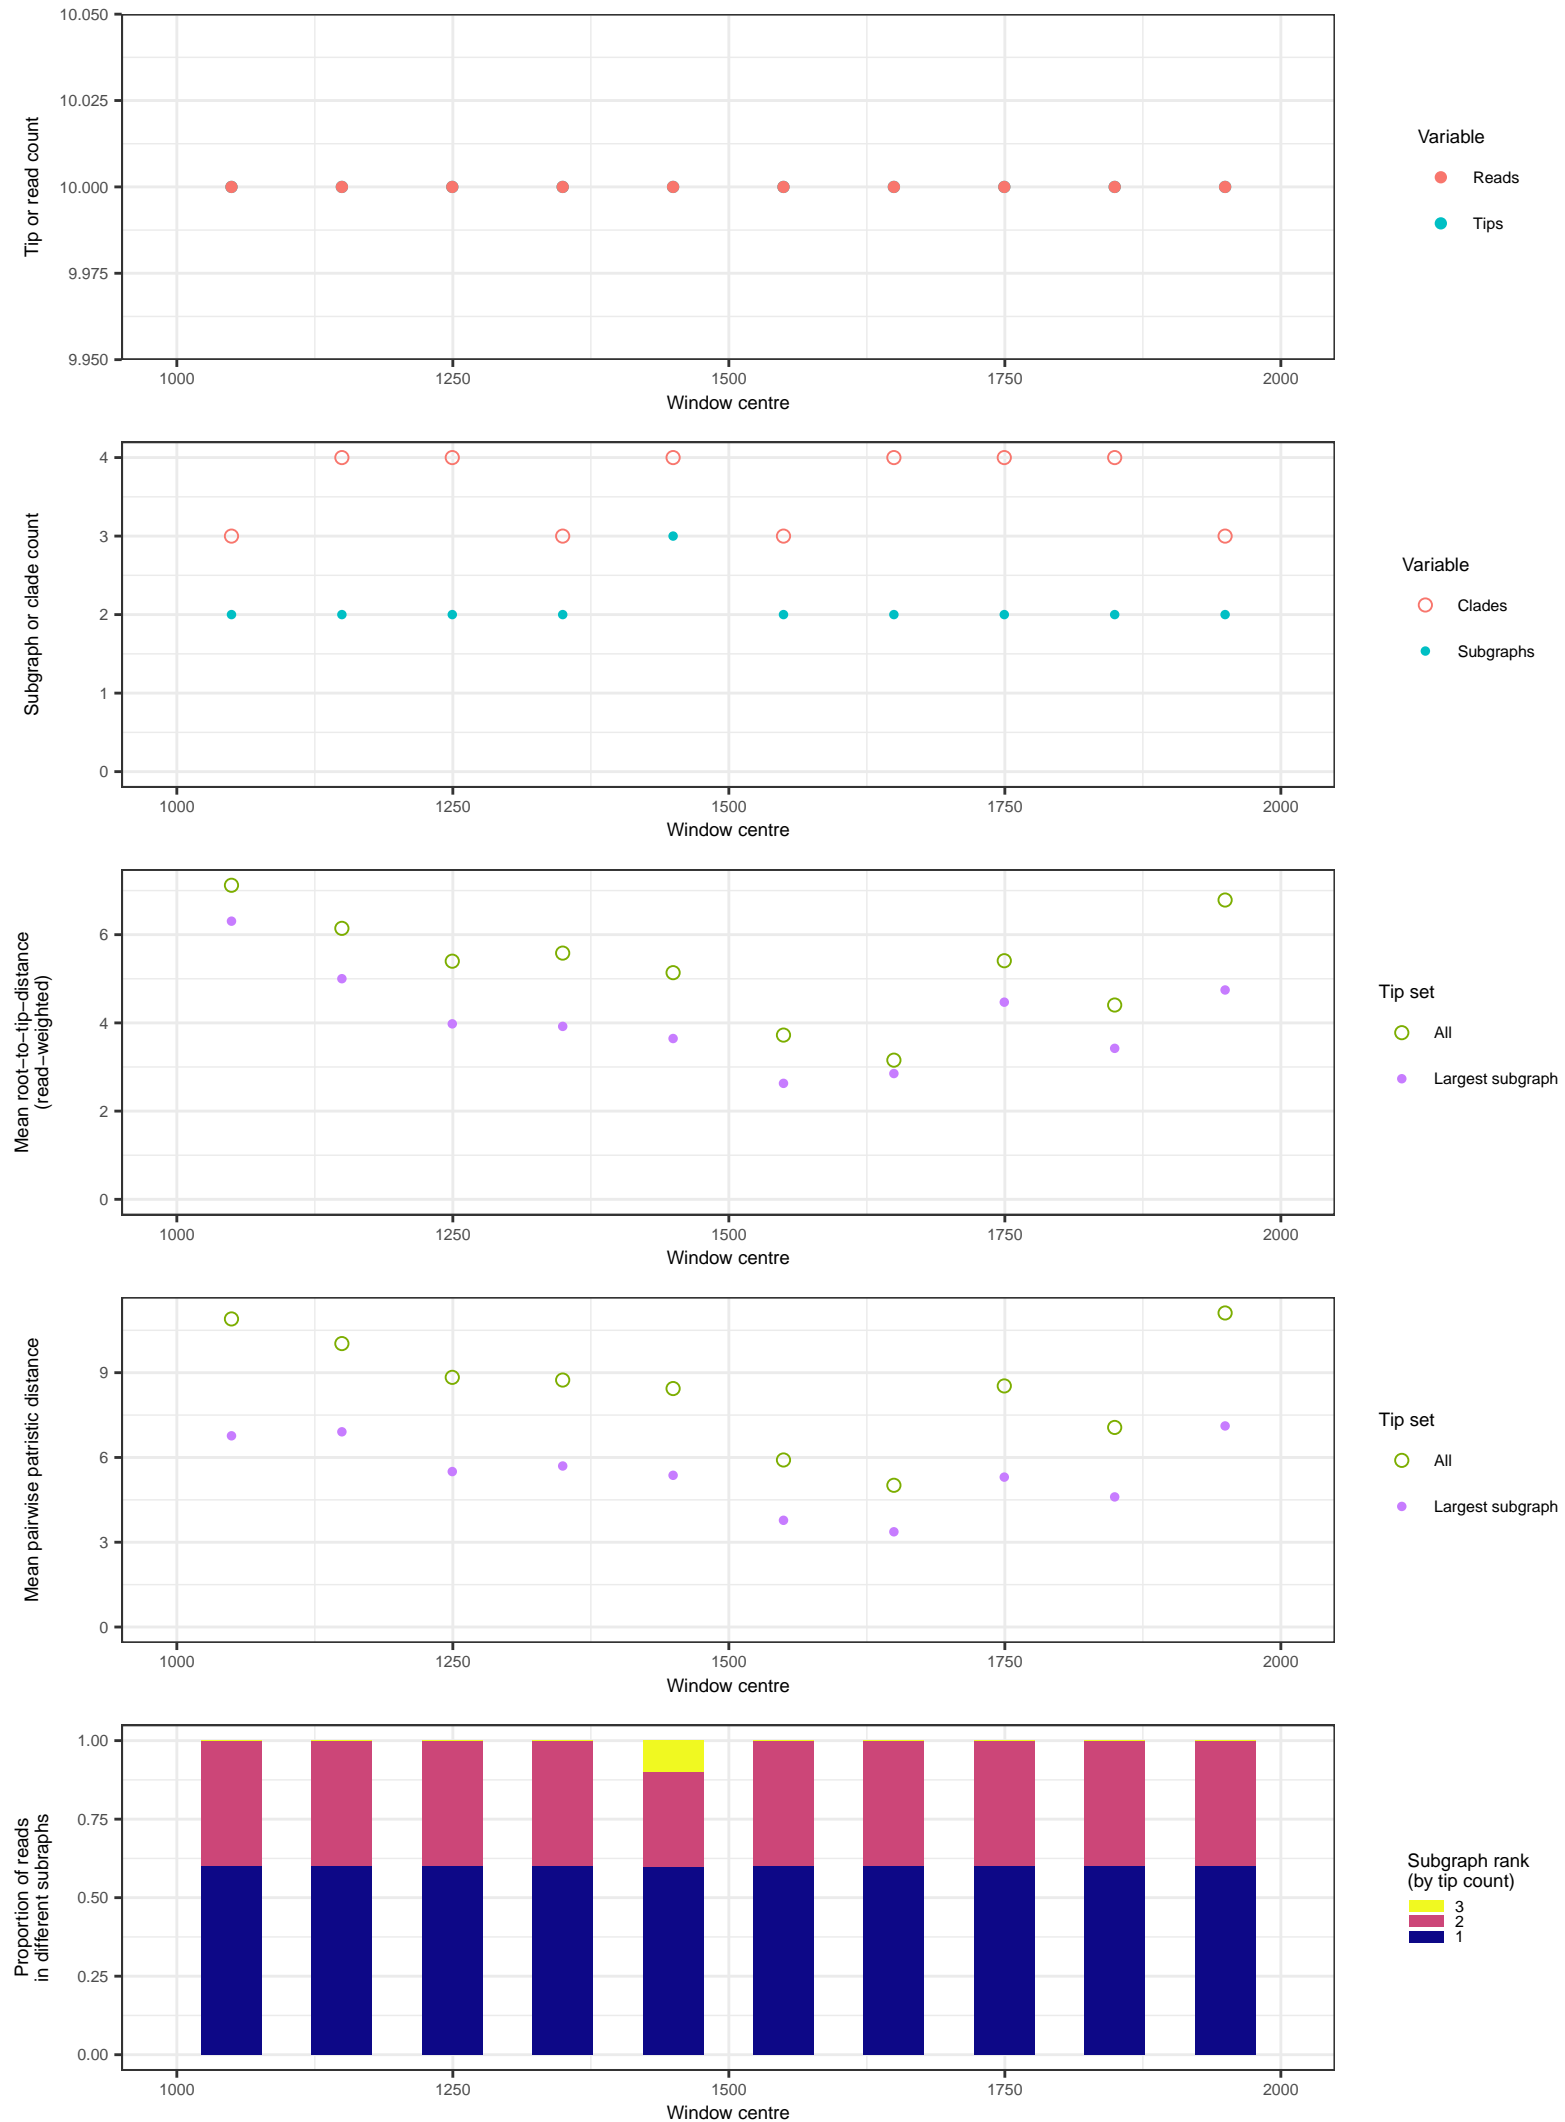 10.050
10.025
10.000
9.975
9.950
Tip or read count
1000 1250 1500 1750 2000
Window centre
Variable
Reads
Tips
4
3
2
1
0
Subgraph or clade count
1000 1250 1500 1750 2000
Window centre
Variable
Clades
Subgraphs
6
4
2
0
Mean root−to−tip−distance
(read−weighted)
1000 1250 1500 1750 2000
Window centre
Tip set
All
Largest subgraph
9
6
3
0
Mean pairwise patristic distance
1000 1250 1500 1750 2000
Window centre
Tip set
All
Largest subgraph
1.00
0.75
0.50
0.25
0.00
Proportion of reads
in different subraphs
1000 1250 1500 1750 2000
Window centre
Subgraph rank
(by tip count)
3
2
1